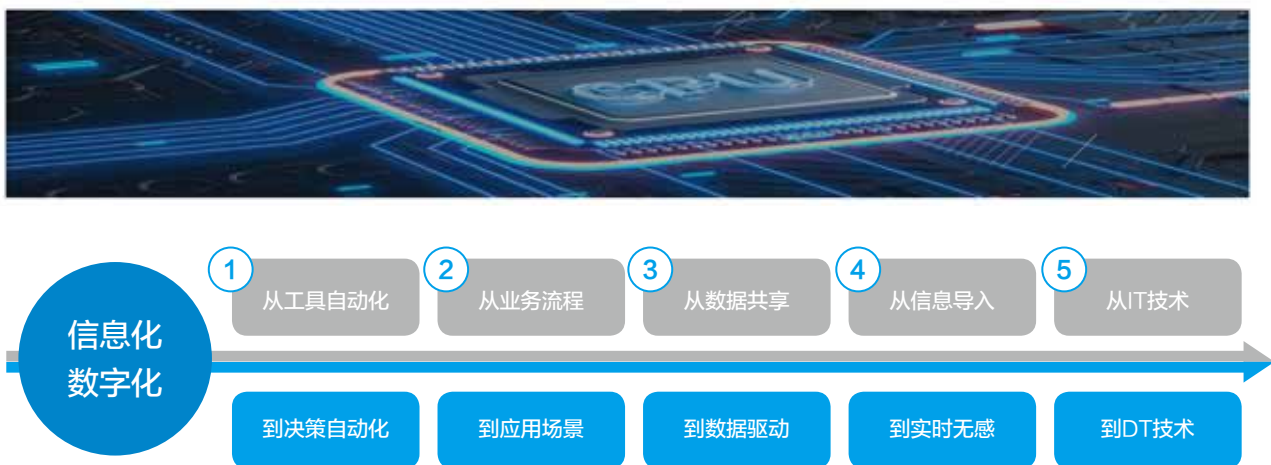 CPU
信息化
数字化
1
从工具自动化
2
从业务流程
3
从数据共享
4
从信息导入
5
从IT技术
到决策自动化
到应用场景
到数据驱动
到实时无感
到DT技术